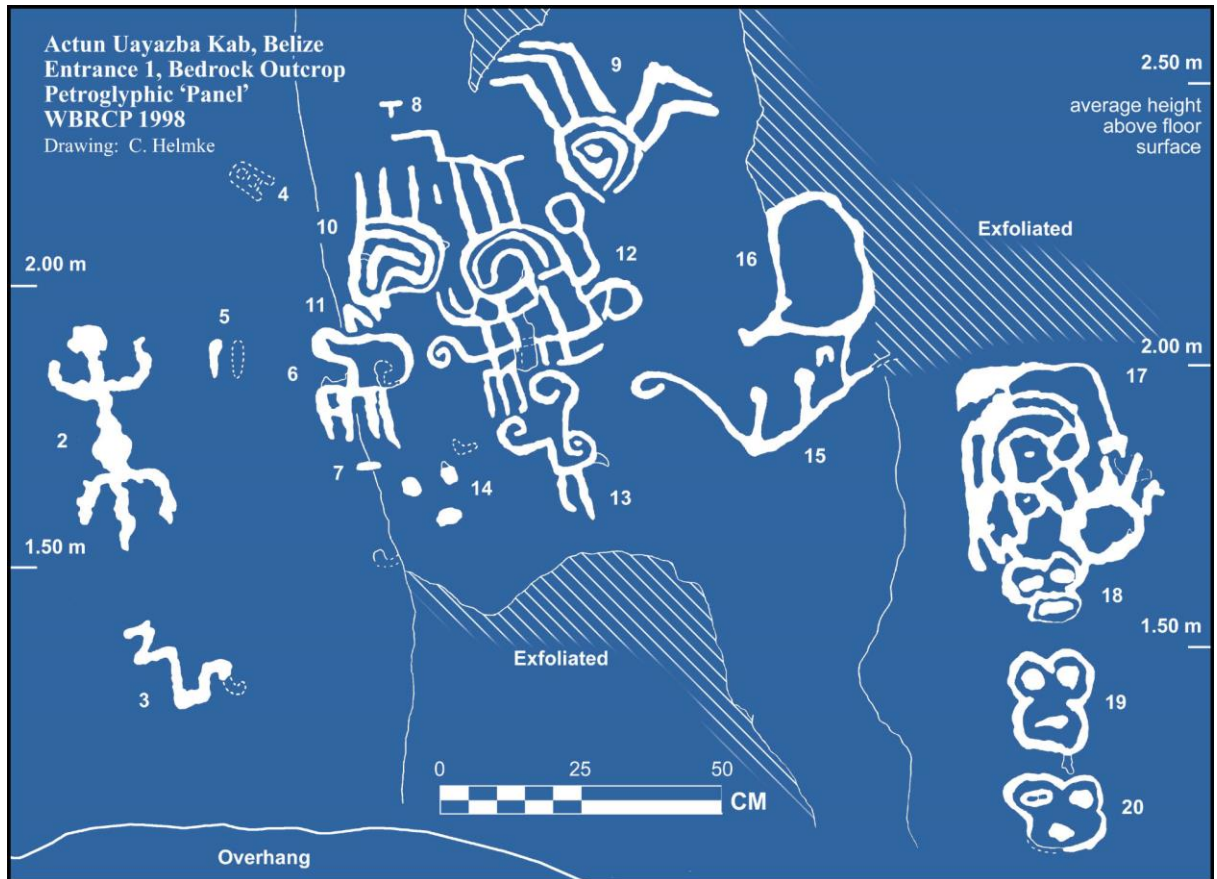 Actun Uayazba Kab, Belize
Entrance 1, Bedrock Outcrop
Petroglyphic ‘Panel’
WBRCP 1998
Drawing: C. Helmke
9
2.50 m
average height
above floor
surface
8
4
10
Exfoliated
12
16
2.00 m
11
5
2.00 m
6
17
2
15
7
14
13
1.50 m
18
1.50 m
Exfoliated
3
19
0 25 50
CM
20
Overhang